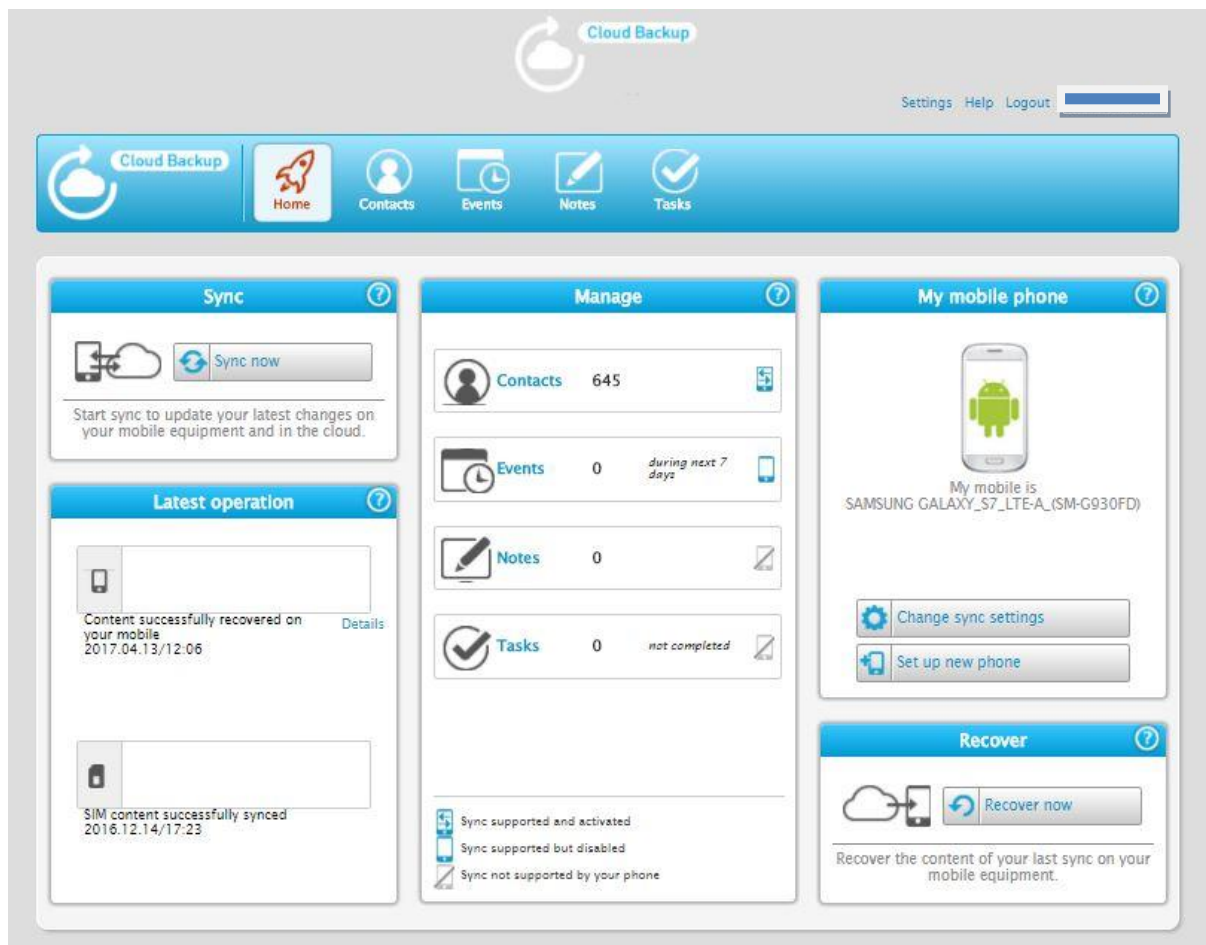 Cloud Backup
Settings Help Logout
Cloud Backup
Home
Contacts
Events
Notes
Tasks
Sync
?
Sync now
Start sync to update your latest changes on
your mobile equipment and in the cloud.
Latest operation
?
Content successfully recovered on
your mobile
2017.04.13/12:06
Details
SIM content successfully synced
2016.12.14/17:23
Manage
?
Contacts 645
Events 0 during next 7
days
Notes 0
Tasks 0 not completed
Sync supported and activated
Sync supported but disabled
Sync not supported by your phone
My mobile phone
?
My mobile is
SAMSUNG GALAXY_S7_LTE-A_(SM-G930FD)
Change sync settings
Set up new phone
Recover
?
Recover now
Recover the content of your last sync on your
mobile equipment.